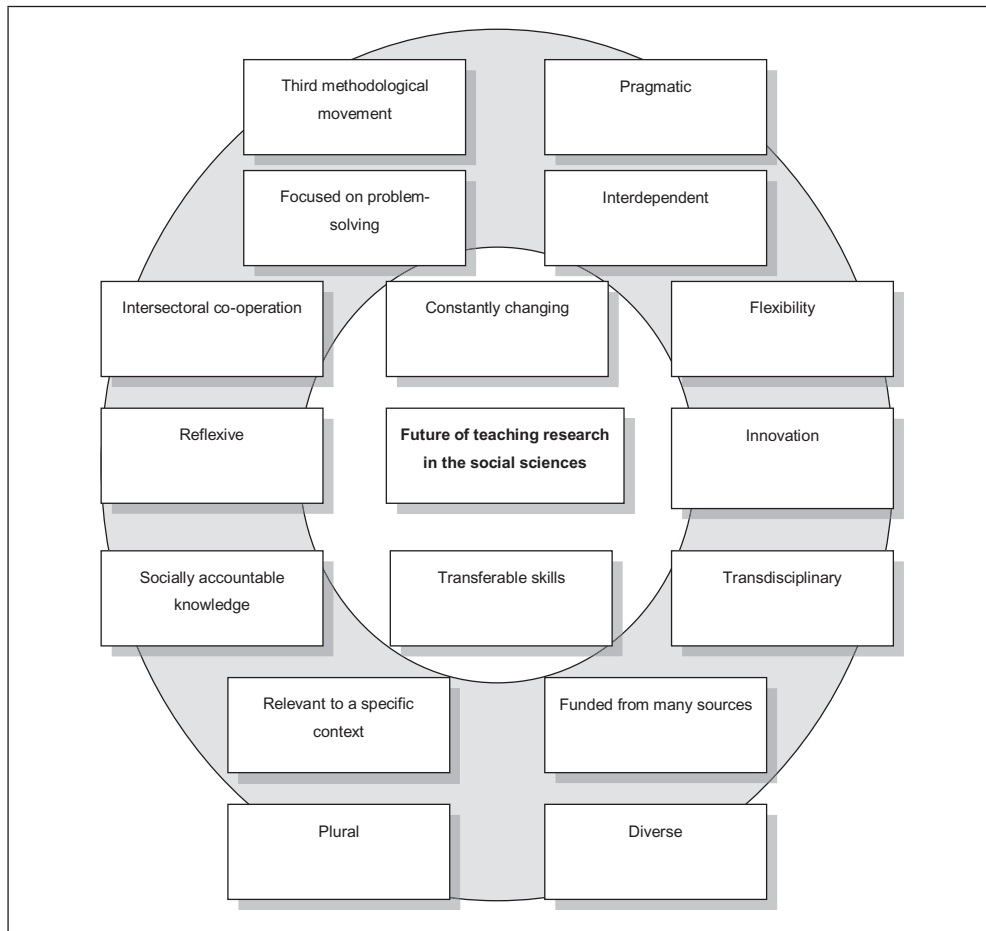 Third methodological
movement
Pragmatic
Focused on problem-
solving
Interdependent
Intersectoral co-operation
Constantly changing
Flexibility
Reflexive
Future of teaching research
in the social sciences
Innovation
Socially accountable
knowledge
Transferable skills
Transdisciplinary
Relevant to a specific
context
Funded from many sources
Plural
Diverse